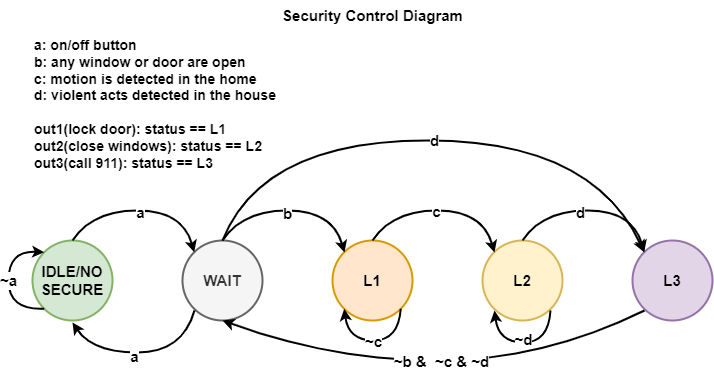 Security Control Diagram
a: on/off button
b: any window or door are open
c: motion is detected in the home
d: violent acts detected in the house
out1(lock door): status == L1
out2(close windows): status == L2
out3(call 911): status == L3
d
a
b
c
d
~a
IDLE/NO
SECURE
WAIT
L1
L2
L3
~c
~d
a
~b & ~c & ~d